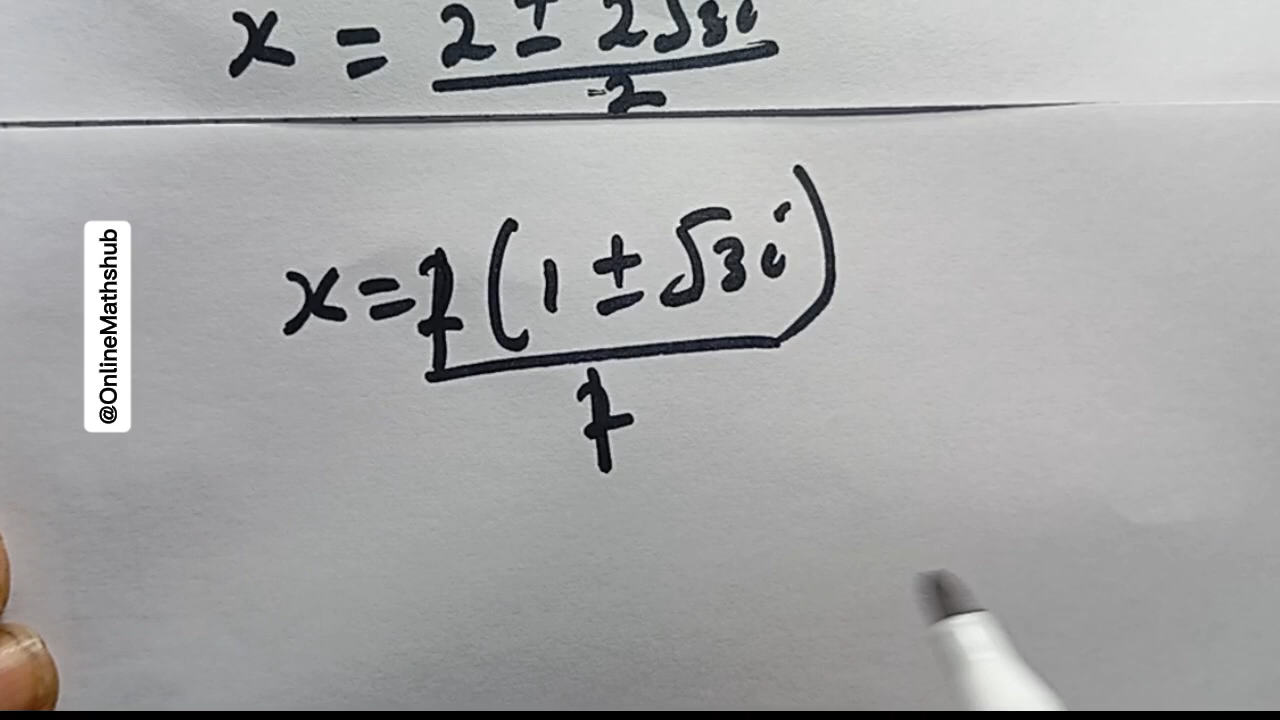 x = 2 ± 2√3i / 2
x = 2(1 ± √3i) / 2
@OnlineMathshub